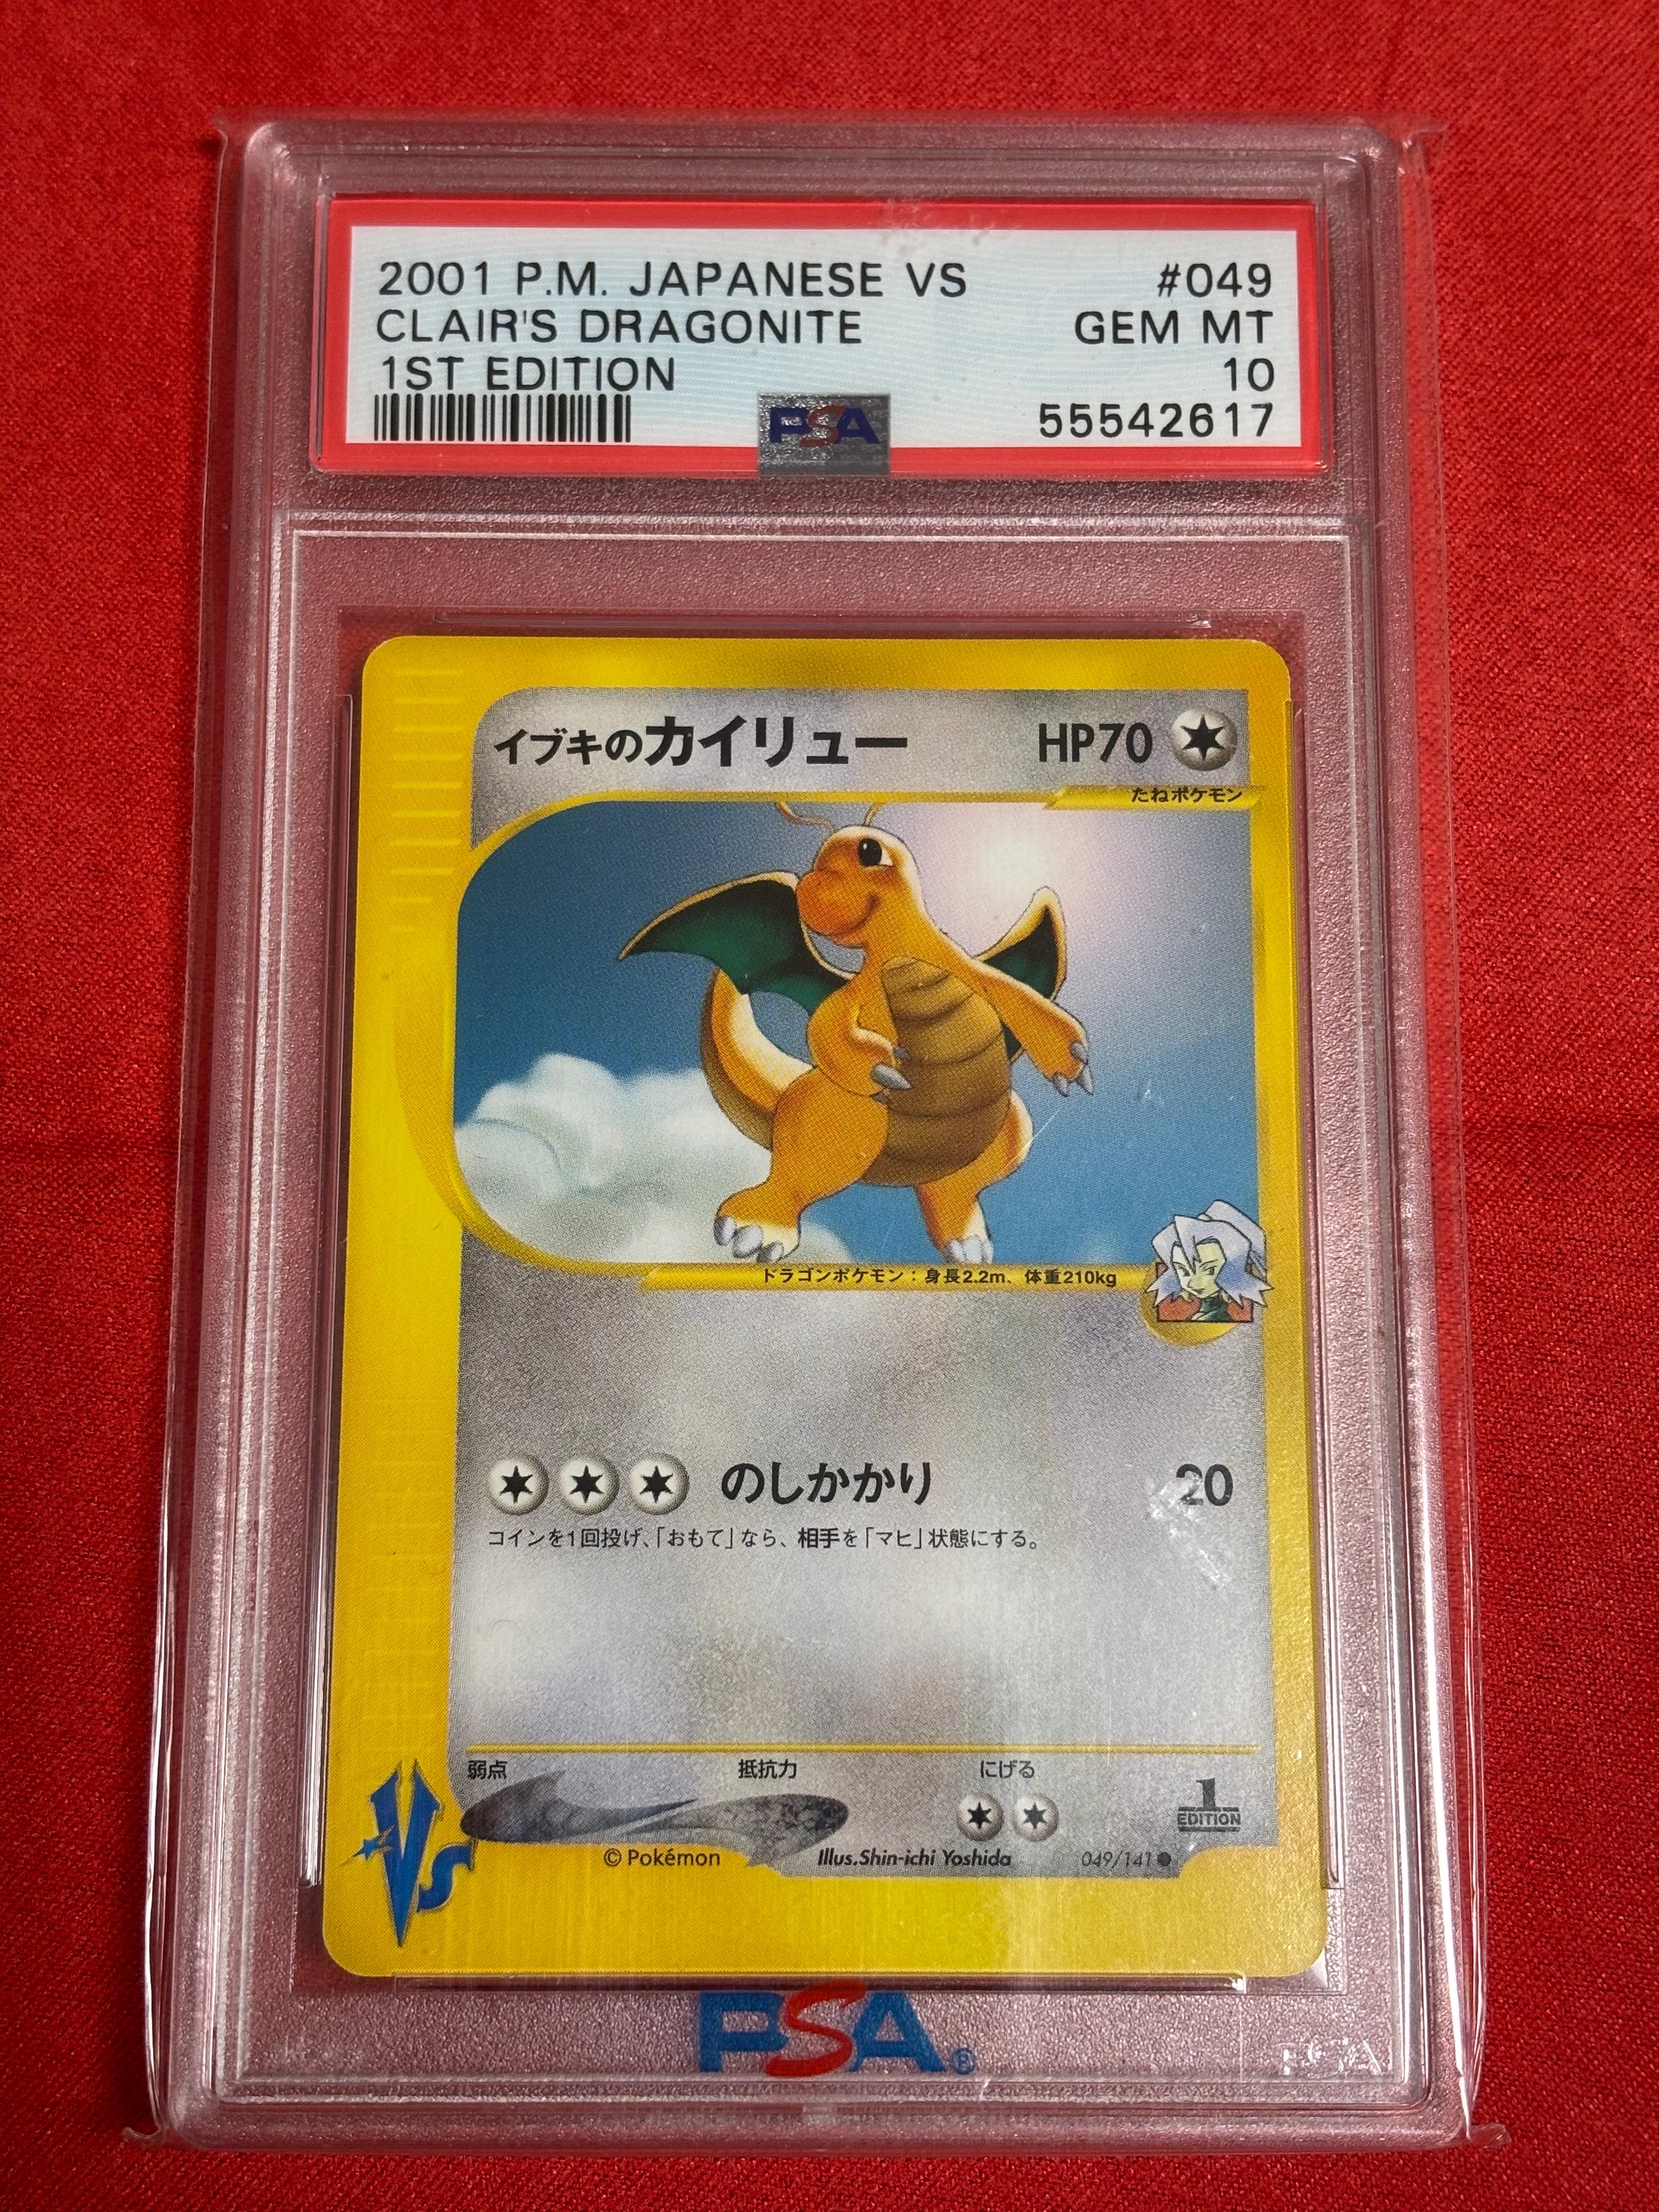 2001 P.M. JAPANESE VS #049
CLAIR'S DRAGONITE GEM MT
1ST EDITION 10
PSA 55542617
イブキのカイリュー HP70
たねポケモン
ドラゴンポケモン：身長2.2m、体重210kg
のしかかり 20
コインを1回投げ、「おもて」なら、相手を「マヒ」状態にする。
弱点 抵抗力 にげる
1
EDITION
Vs
© Pokémon Illus.Shin-ichi Yoshida 049/141●
PSA®
PSA